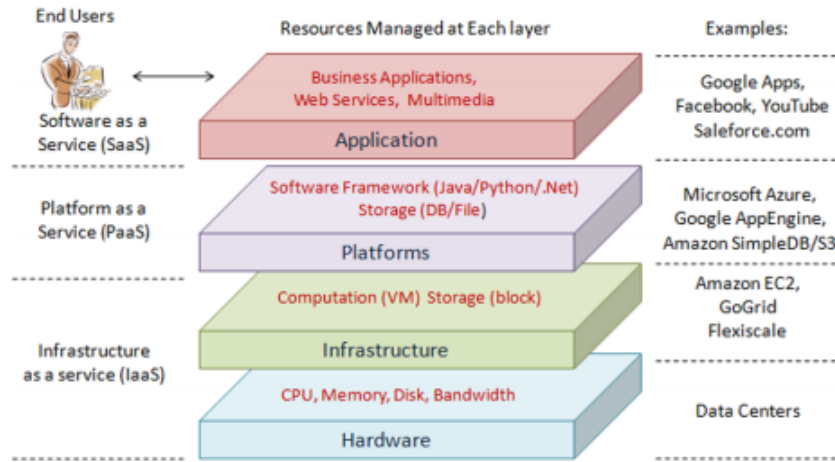 End Users
Resources Managed at Each layer
Examples:
Business Applications,
Web Services, Multimedia
Application
Software as a
Service (SaaS)
Google Apps,
Facebook, YouTube
Saleforce.com
Software Framework (Java/Python/.Net)
Storage (DB/File)
Platforms
Platform as a
Service (PaaS)
Microsoft Azure,
Google AppEngine,
Amazon SimpleDB/S3
Computation (VM) Storage (block)
Infrastructure
Amazon EC2,
GoGrid
Flexiscale
Infrastructure
as a service (IaaS)
CPU, Memory, Disk, Bandwidth
Hardware
Data Centers